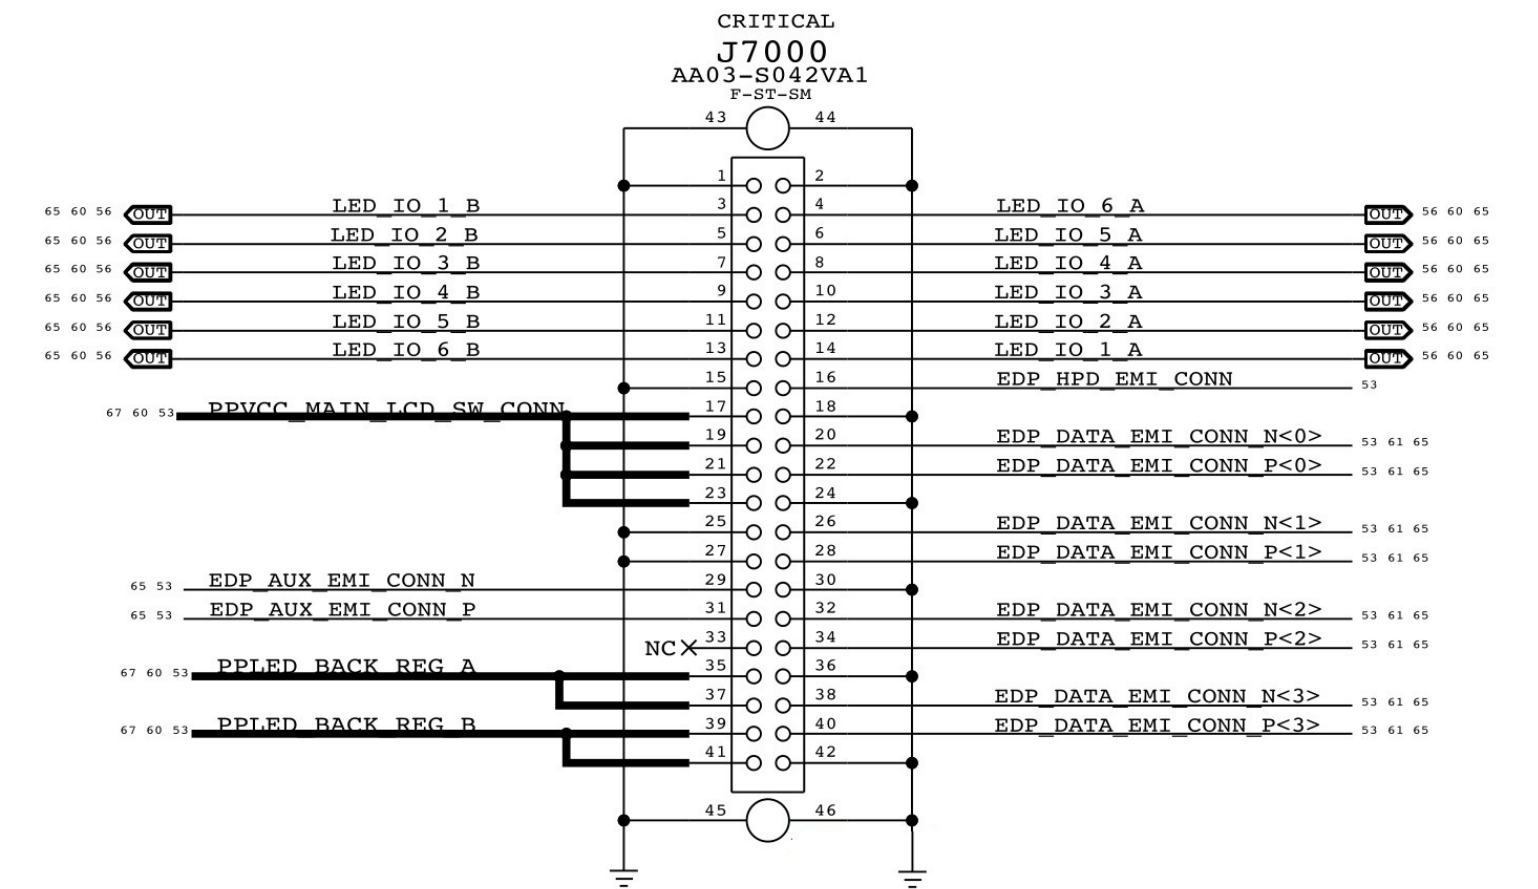 CRITICAL
J7000
AA03-S042VA1
F-ST-SM
43 44
1 2
65 60 56 OUT LED_IO_1_B 3 4 LED_IO_6_A OUT 56 60 65
65 60 56 OUT LED_IO_2_B 5 6 LED_IO_5_A OUT 56 60 65
65 60 56 OUT LED_IO_3_B 7 8 LED_IO_4_A OUT 56 60 65
65 60 56 OUT LED_IO_4_B 9 10 LED_IO_3_A OUT 56 60 65
65 60 56 OUT LED_IO_5_B 11 12 LED_IO_2_A OUT 56 60 65
65 60 56 OUT LED_IO_6_B 13 14 LED_IO_1_A OUT 56 60 65
15 16 EDP_HPD_EMI_CONN 53
67 60 53 PPVCC_MAIN_LCD_SW_CONN 17 18
19 20 EDP_DATA_EMI_CONN_N<0> 53 61 65
21 22 EDP_DATA_EMI_CONN_P<0> 53 61 65
23 24
25 26 EDP_DATA_EMI_CONN_N<1> 53 61 65
27 28 EDP_DATA_EMI_CONN_P<1> 53 61 65
65 53 EDP_AUX_EMI_CONN_N 29 30
65 53 EDP_AUX_EMI_CONN_P 31 32 EDP_DATA_EMI_CONN_N<2> 53 61 65
NC 33 34 EDP_DATA_EMI_CONN_P<2> 53 61 65
67 60 53 PPLED_BACK_REG_A 35 36
37 38 EDP_DATA_EMI_CONN_N<3> 53 61 65
67 60 53 PPLED_BACK_REG_B 39 40 EDP_DATA_EMI_CONN_P<3> 53 61 65
41 42
45 46